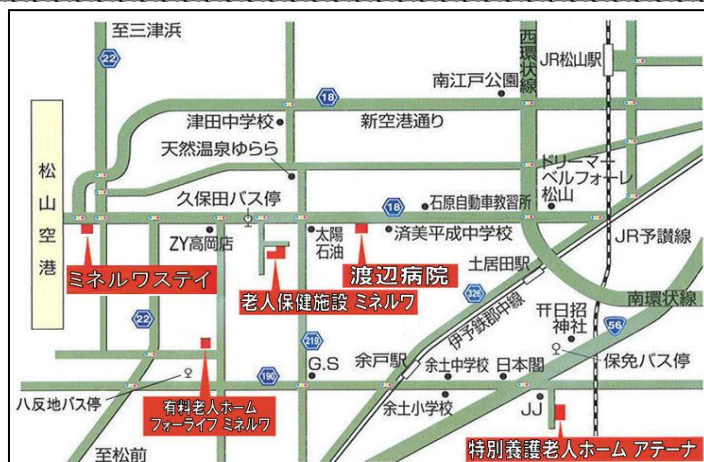 至三津浜
22
西環状線
JR松山駅
南江戸公園
18
津田中学校
新空港通り
天然温泉ゆらら
ドリーマー
ベルフォーレ
松山
松山空港
久保田バス停
18
石原自動車教習所
ZY高岡店
太陽
石油
済美平成中学校
JR予讃線
ミネルワステイ
老人保健施設 ミネルワ
渡辺病院
土居田駅
326
伊予鉄郡中線
南環状線
22
219
日招
神社
56
G.S
余戸駅
余土中学校
日本閣
保免バス停
190
八反地バス停
有料老人ホーム
フォーライフ ミネルワ
余土小学校
JJ
至松前
特別養護老人ホーム アテーナ